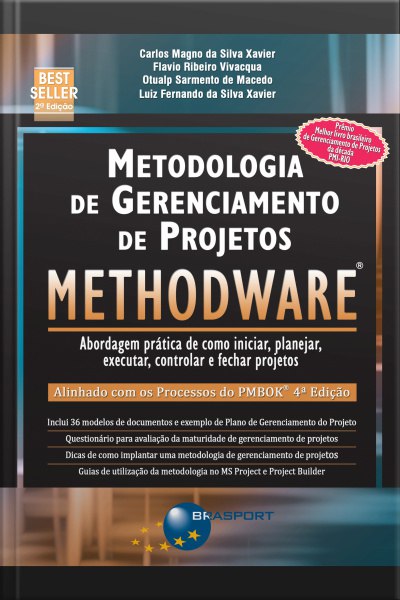 Carlos Magno da Silva Xavier
Flavio Ribeiro Vivacqua
Otualp Sarmento de Macedo
Luiz Fernando da Silva Xavier
BEST
SELLER
2ª Edição
Prêmio
Melhor livro brasileiro
de Gerenciamento de Projetos
da década
PMI-RIO
METODOLOGIA
DE GERENCIAMENTO
DE PROJETOS
METHODWARE®
Abordagem prática de como iniciar, planejar,
executar, controlar e fechar projetos
Alinhado com os Processos do PMBOK® 4ª Edição
Inclui 36 modelos de documentos e exemplo de Plano de Gerenciamento do Projeto
Questionário para avaliação da maturidade de gerenciamento de projetos
Dicas de como implantar uma metodologia de gerenciamento de projetos
Guias de utilização da metodologia no MS Project e Project Builder
BRASPORT